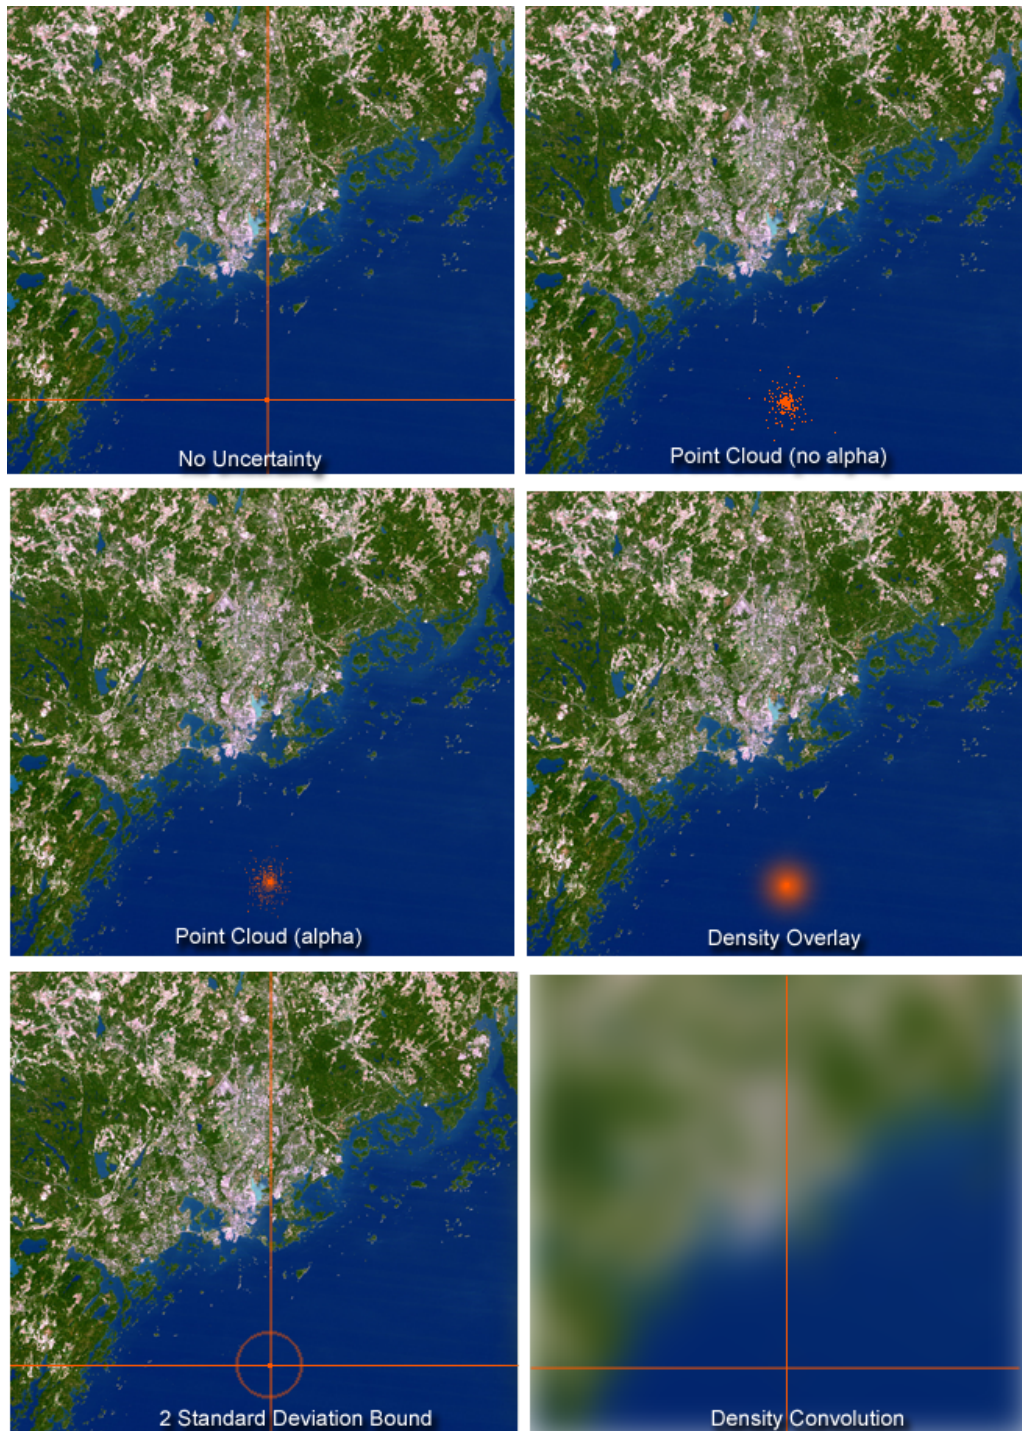 No Uncertainty
Point Cloud (no alpha)
Point Cloud (alpha)
Density Overlay
2 Standard Deviation Bound
Density Convolution